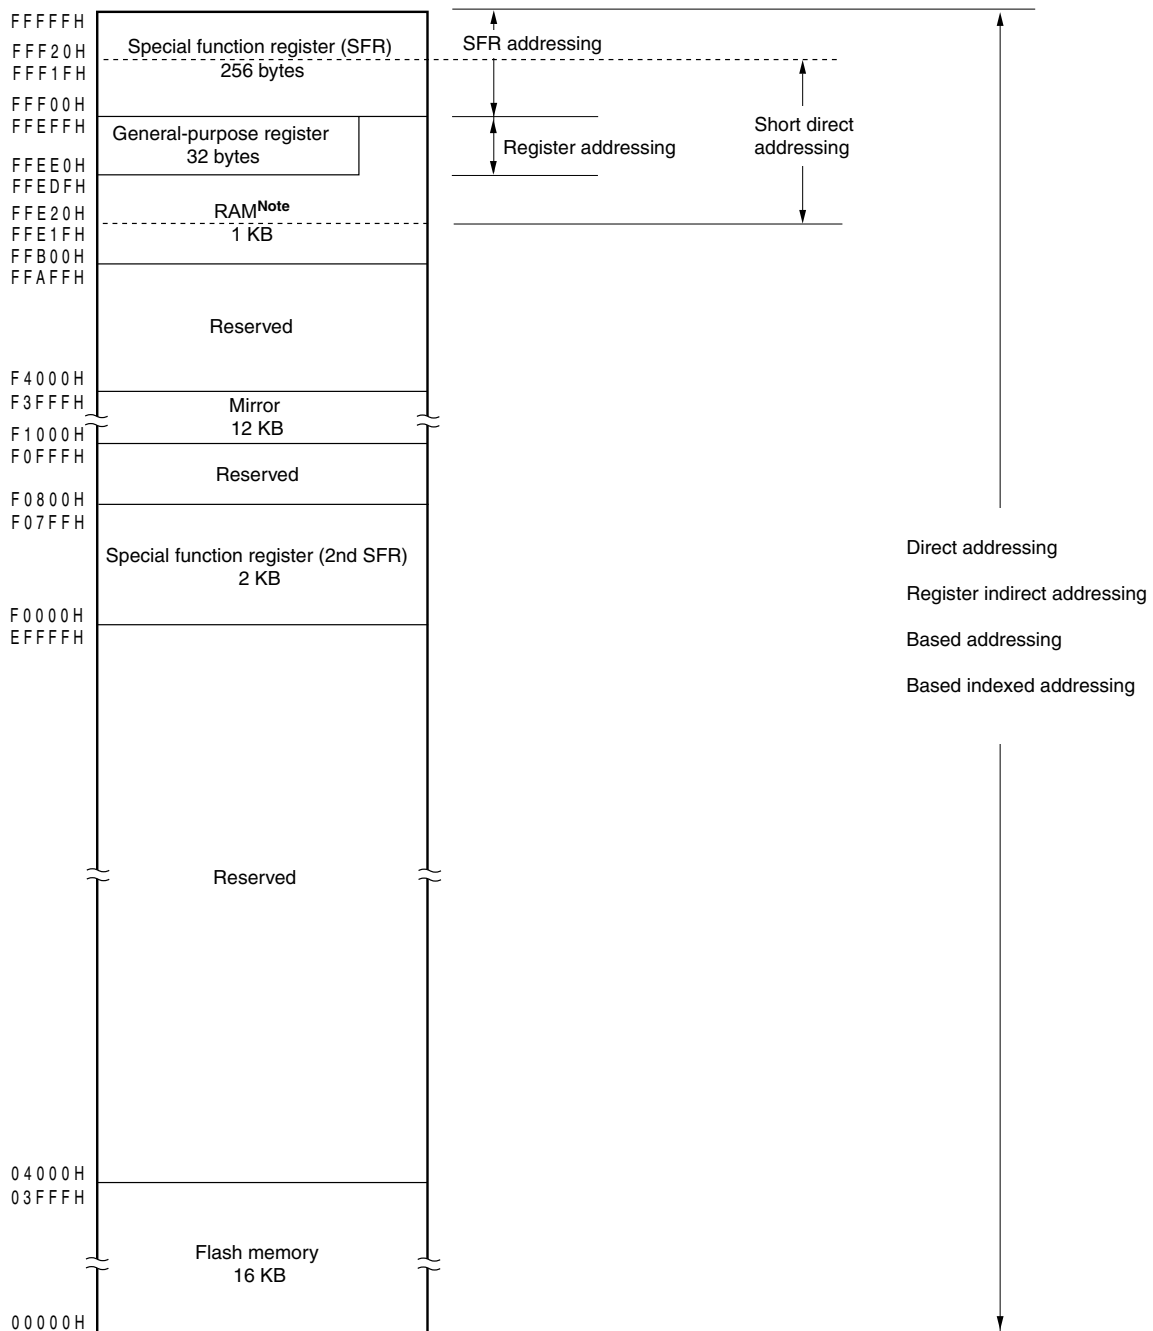 FFFFFH
SFR addressing
FFF20H
Special function register (SFR)
256 bytes
FFF1FH
FFF00H
FFEFFH
General-purpose register
32 bytes
Register addressing
Short direct
addressing
FFEE0H
FFEDFH
RAMNote
1 KB
FFE20H
FFE1FH
FFB00H
FFAFFH
Reserved
F4000H
F3FFFH
Mirror
12 KB
F1000H
F0FFFH
Reserved
F0800H
F07FFH
Special function register (2nd SFR)
2 KB
F0000H
EFFFFH
Direct addressing
Register indirect addressing
Based addressing
Based indexed addressing
Reserved
04000H
03FFFH
Flash memory
16 KB
00000H